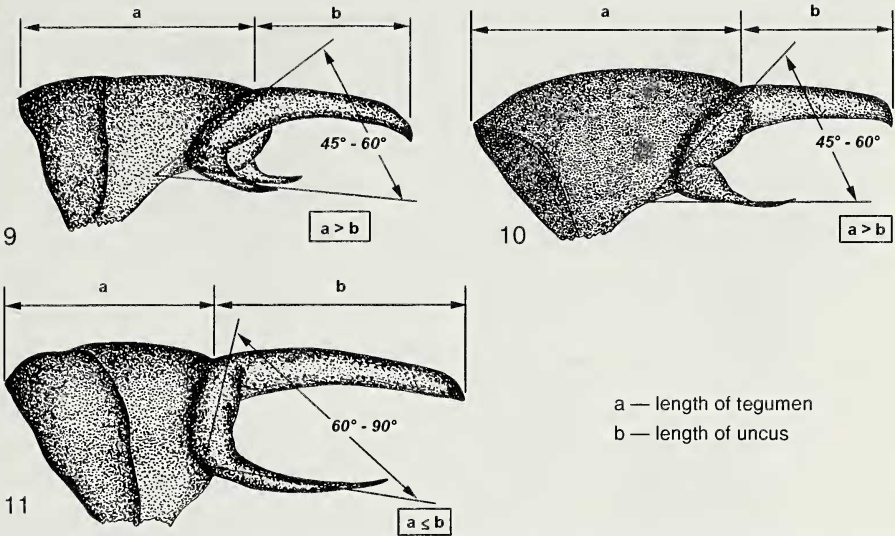 a b
45° - 60°
a > b
9
a b
45° - 60°
a > b
10
a b
60° - 90°
a ≤ b
11
a — length of tegumen
b — length of uncus